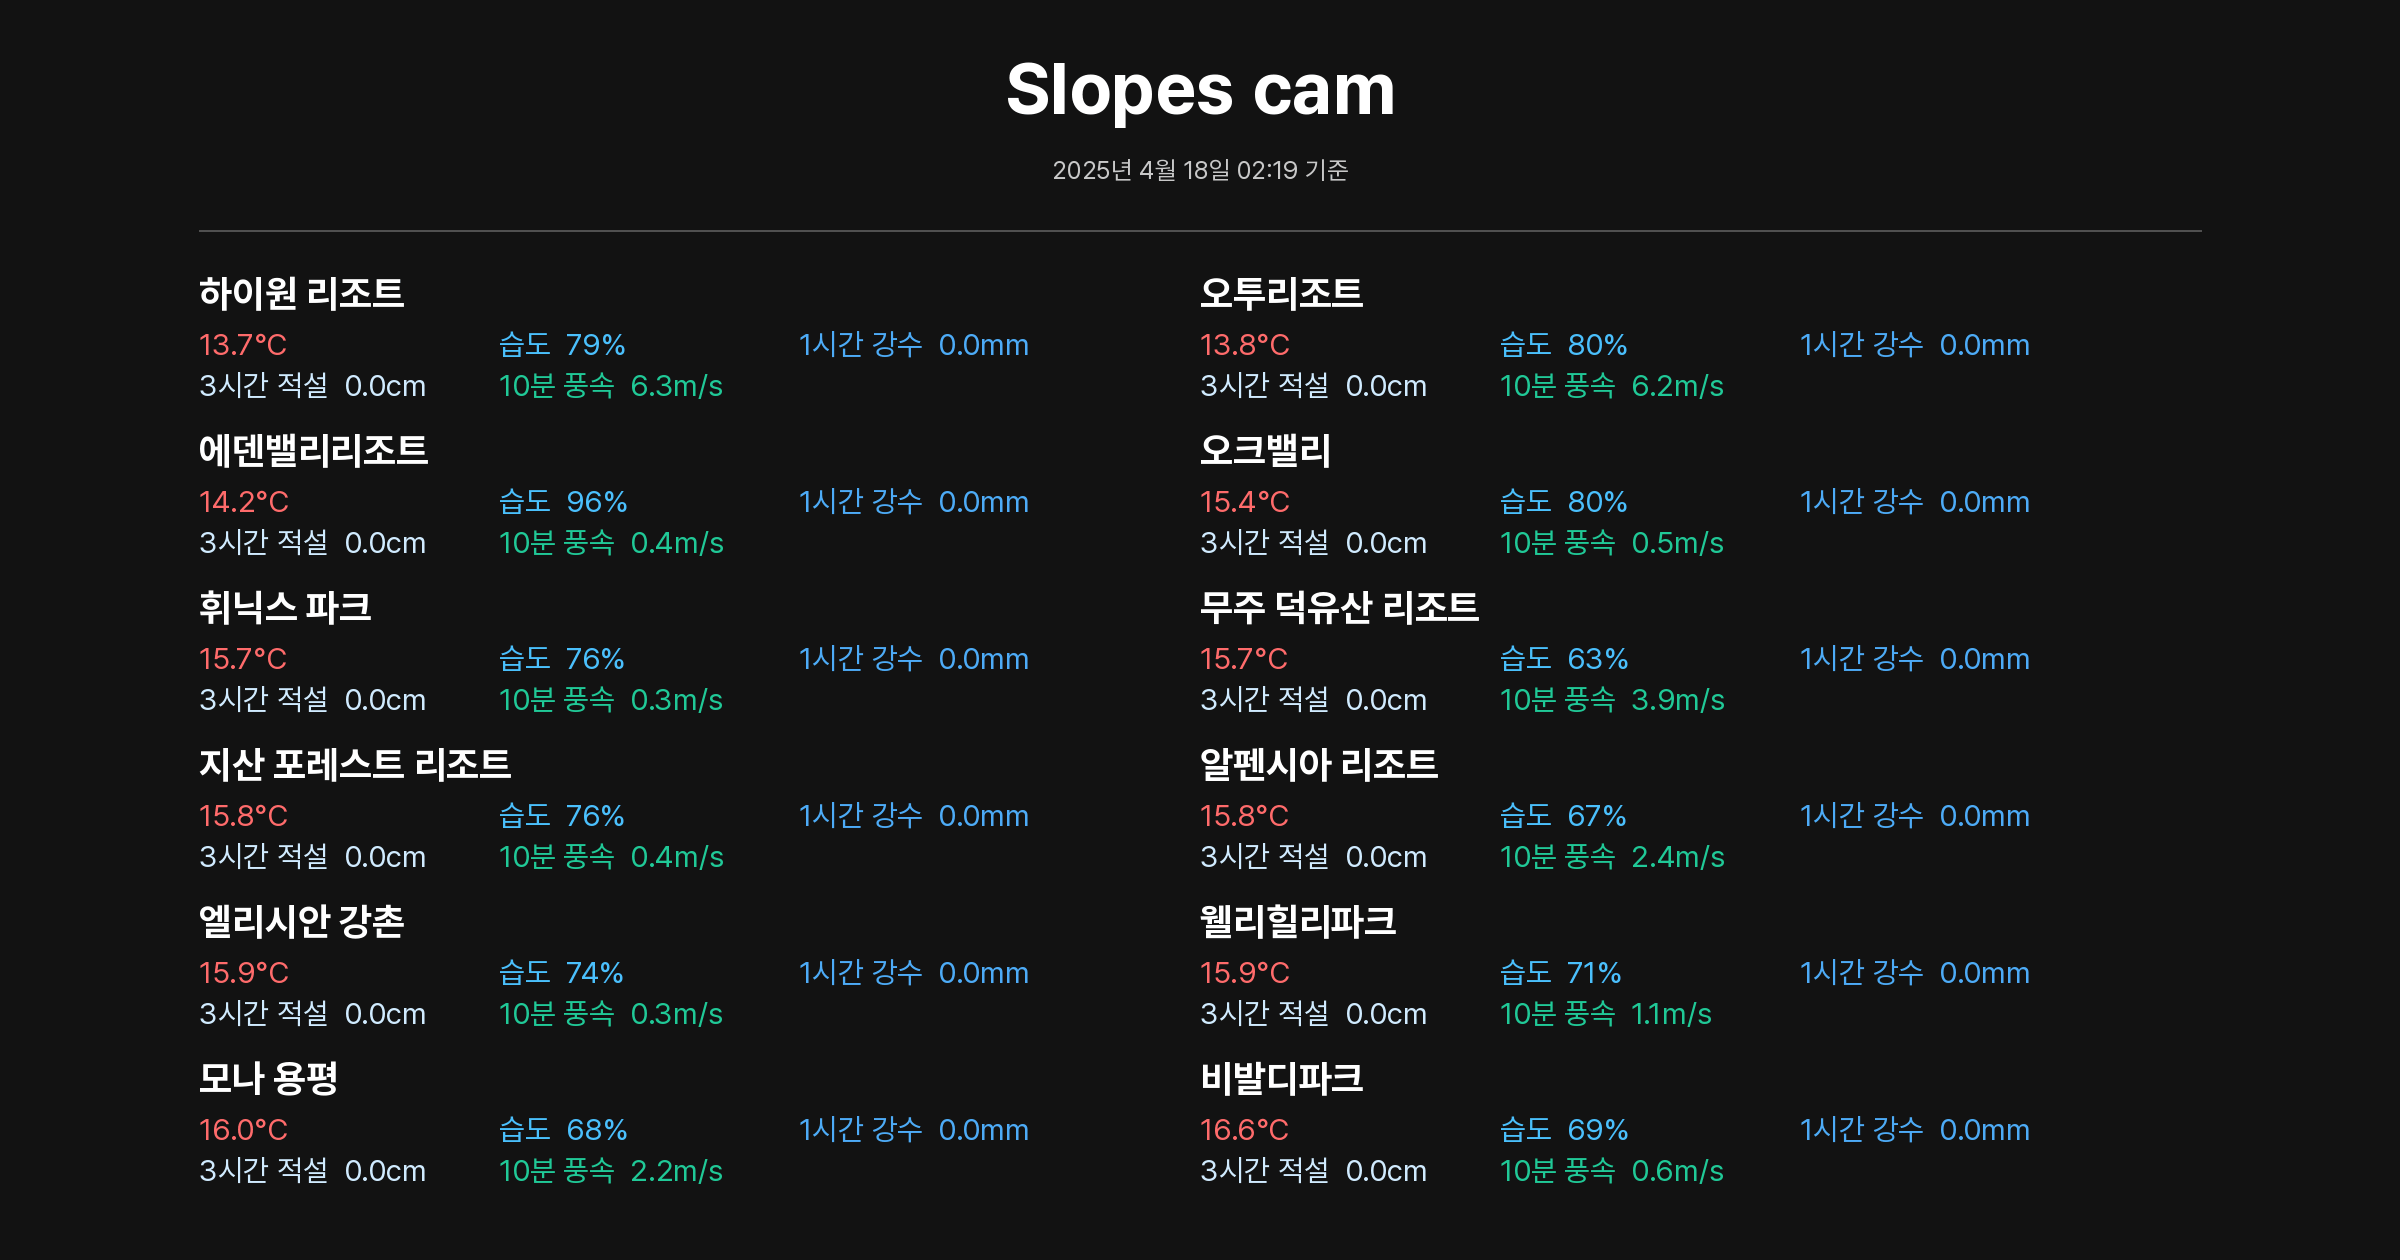 Slopes cam
2025년 4월 18일 02:19 기준
하이원 리조트
13.7°C 습도 79% 1시간 강수 0.0mm
3시간 적설 0.0cm 10분 풍속 6.3m/s
오투리조트
13.8°C 습도 80% 1시간 강수 0.0mm
3시간 적설 0.0cm 10분 풍속 6.2m/s
에덴밸리리조트
14.2°C 습도 96% 1시간 강수 0.0mm
3시간 적설 0.0cm 10분 풍속 0.4m/s
오크밸리
15.4°C 습도 80% 1시간 강수 0.0mm
3시간 적설 0.0cm 10분 풍속 0.5m/s
휘닉스 파크
15.7°C 습도 76% 1시간 강수 0.0mm
3시간 적설 0.0cm 10분 풍속 0.3m/s
무주 덕유산 리조트
15.7°C 습도 63% 1시간 강수 0.0mm
3시간 적설 0.0cm 10분 풍속 3.9m/s
지산 포레스트 리조트
15.8°C 습도 76% 1시간 강수 0.0mm
3시간 적설 0.0cm 10분 풍속 0.4m/s
알펜시아 리조트
15.8°C 습도 67% 1시간 강수 0.0mm
3시간 적설 0.0cm 10분 풍속 2.4m/s
엘리시안 강촌
15.9°C 습도 74% 1시간 강수 0.0mm
3시간 적설 0.0cm 10분 풍속 0.3m/s
웰리힐리파크
15.9°C 습도 71% 1시간 강수 0.0mm
3시간 적설 0.0cm 10분 풍속 1.1m/s
모나 용평
16.0°C 습도 68% 1시간 강수 0.0mm
3시간 적설 0.0cm 10분 풍속 2.2m/s
비발디파크
16.6°C 습도 69% 1시간 강수 0.0mm
3시간 적설 0.0cm 10분 풍속 0.6m/s